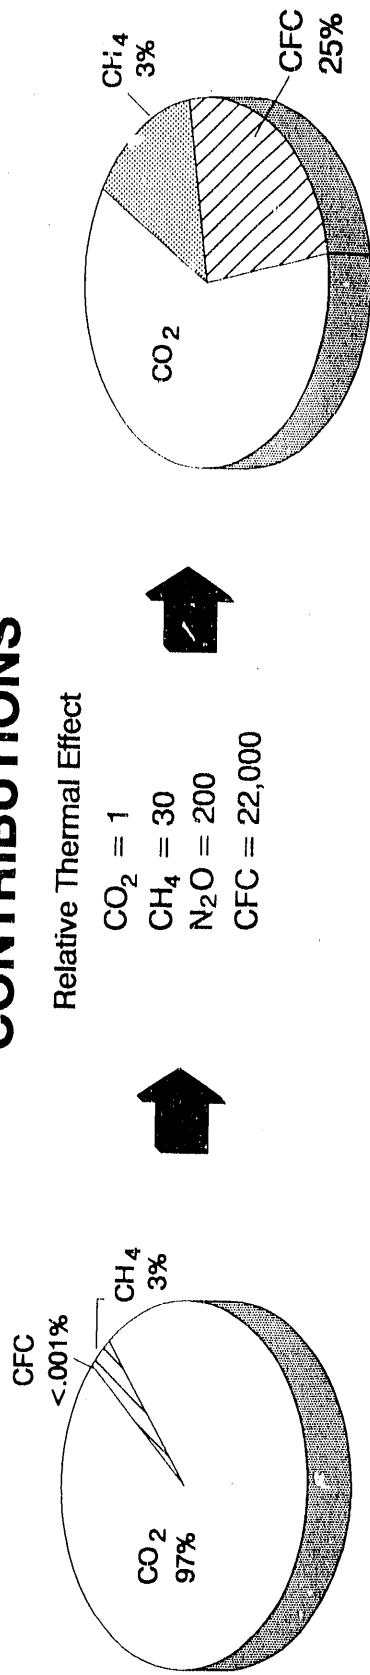 CONTRIBUTIONS
CFC
<.001%
CH4
3%
CO2
97%
Relative Thermal Effect
CO2 = 1
CH4 = 30
N2O = 200
CFC = 22,000
CO2
CH4
3%
CFC
25%